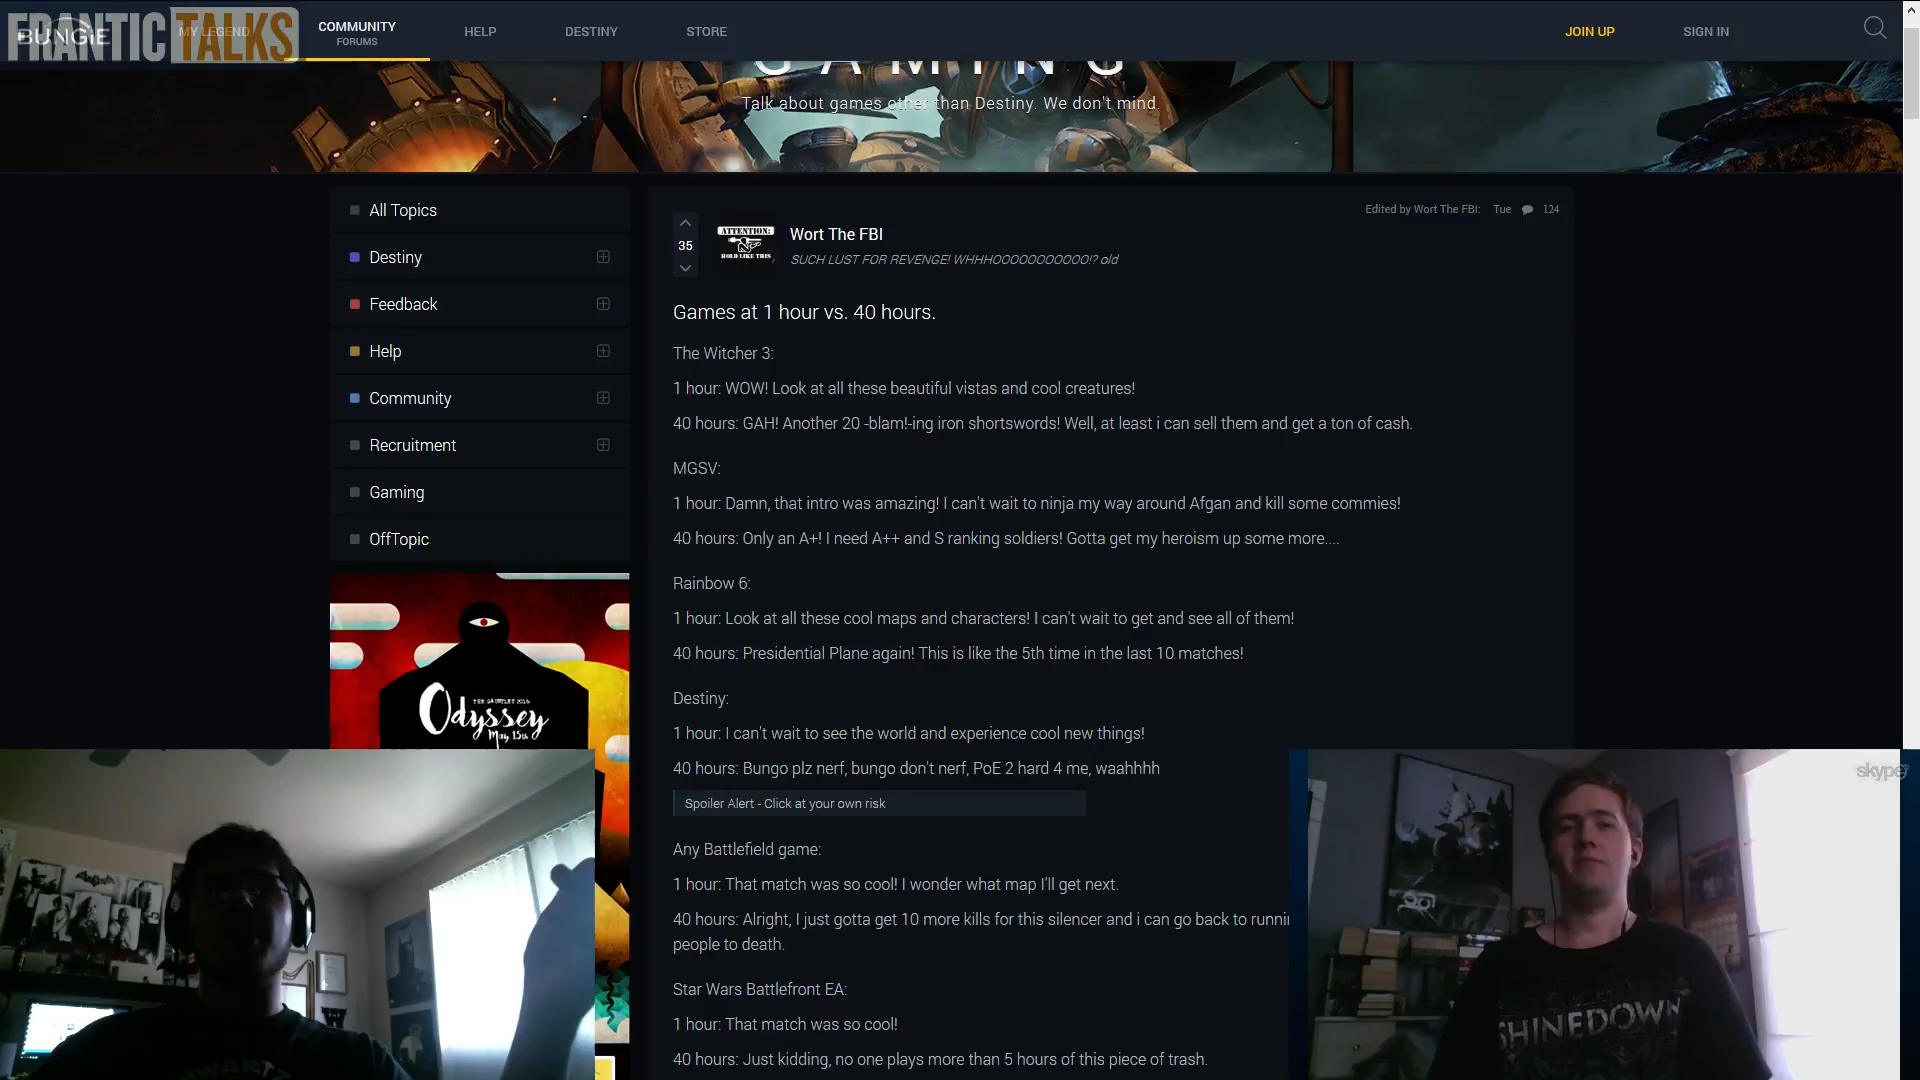 FRANTIC TALKS
BUNGiE
MY LEGEND
COMMUNITY
FORUMS
HELP
DESTINY
STORE
JOIN UP
SIGN IN
GAMING
Talk about games other than Destiny. We don't mind.
All Topics
Destiny
Feedback
Help
Community
Recruitment
Gaming
OffTopic
THE GAUNTLET 2016
Odyssey
May 15th
35
ATTENTION:
HOLD LIKE THIS,
Wort The FBI
SUCH LUST FOR REVENGE! WHHHOOOOOOOOOOO!? old
Edited by Wort The FBI: Tue 124
Games at 1 hour vs. 40 hours.
The Witcher 3:
1 hour: WOW! Look at all these beautiful vistas and cool creatures!
40 hours: GAH! Another 20 -blam!-ing iron shortswords! Well, at least i can sell them and get a ton of cash.
MGSV:
1 hour: Damn, that intro was amazing! I can't wait to ninja my way around Afgan and kill some commies!
40 hours: Only an A+! I need A++ and S ranking soldiers! Gotta get my heroism up some more....
Rainbow 6:
1 hour: Look at all these cool maps and characters! I can't wait to get and see all of them!
40 hours: Presidential Plane again! This is like the 5th time in the last 10 matches!
Destiny:
1 hour: I can't wait to see the world and experience cool new things!
40 hours: Bungo plz nerf, bungo don't nerf, PoE 2 hard 4 me, waahhhh
Spoiler Alert - Click at your own risk
Any Battlefield game:
1 hour: That match was so cool! I wonder what map I'll get next.
40 hours: Alright, I just gotta get 10 more kills for this silencer and i can go back to runnin
people to death.
Star Wars Battlefront EA:
1 hour: That match was so cool!
40 hours: Just kidding, no one plays more than 5 hours of this piece of trash.
skype
SHINEDOWN